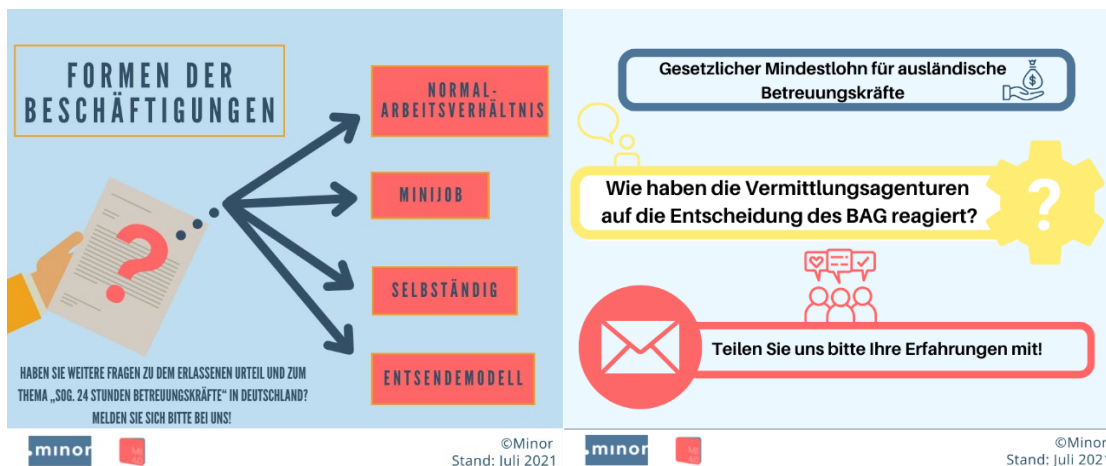 FORMEN DER
BESCHÄFTIGUNGEN
NORMAL-
ARBEITSVERHÄLTNIS
MINIJOB
SELBSTÄNDIG
ENTSENDEMODELL
HABEN SIE WEITERE FRAGEN ZU DEM ERLASSENEN URTEIL UND ZUM
THEMA „SOG. 24 STUNDEN BETREUUNGSKRÄFTE“ IN DEUTSCHLAND?
MELDEN SIE SICH BITTE BEI UNS!
.minor
©Minor
Stand: Juli 2021
Gesetzlicher Mindestlohn für ausländische
Betreuungskräfte
Wie haben die Vermittlungsagenturen
auf die Entscheidung des BAG reagiert?
Teilen Sie uns bitte Ihre Erfahrungen mit!
.minor
©Minor
Stand: Juli 2021